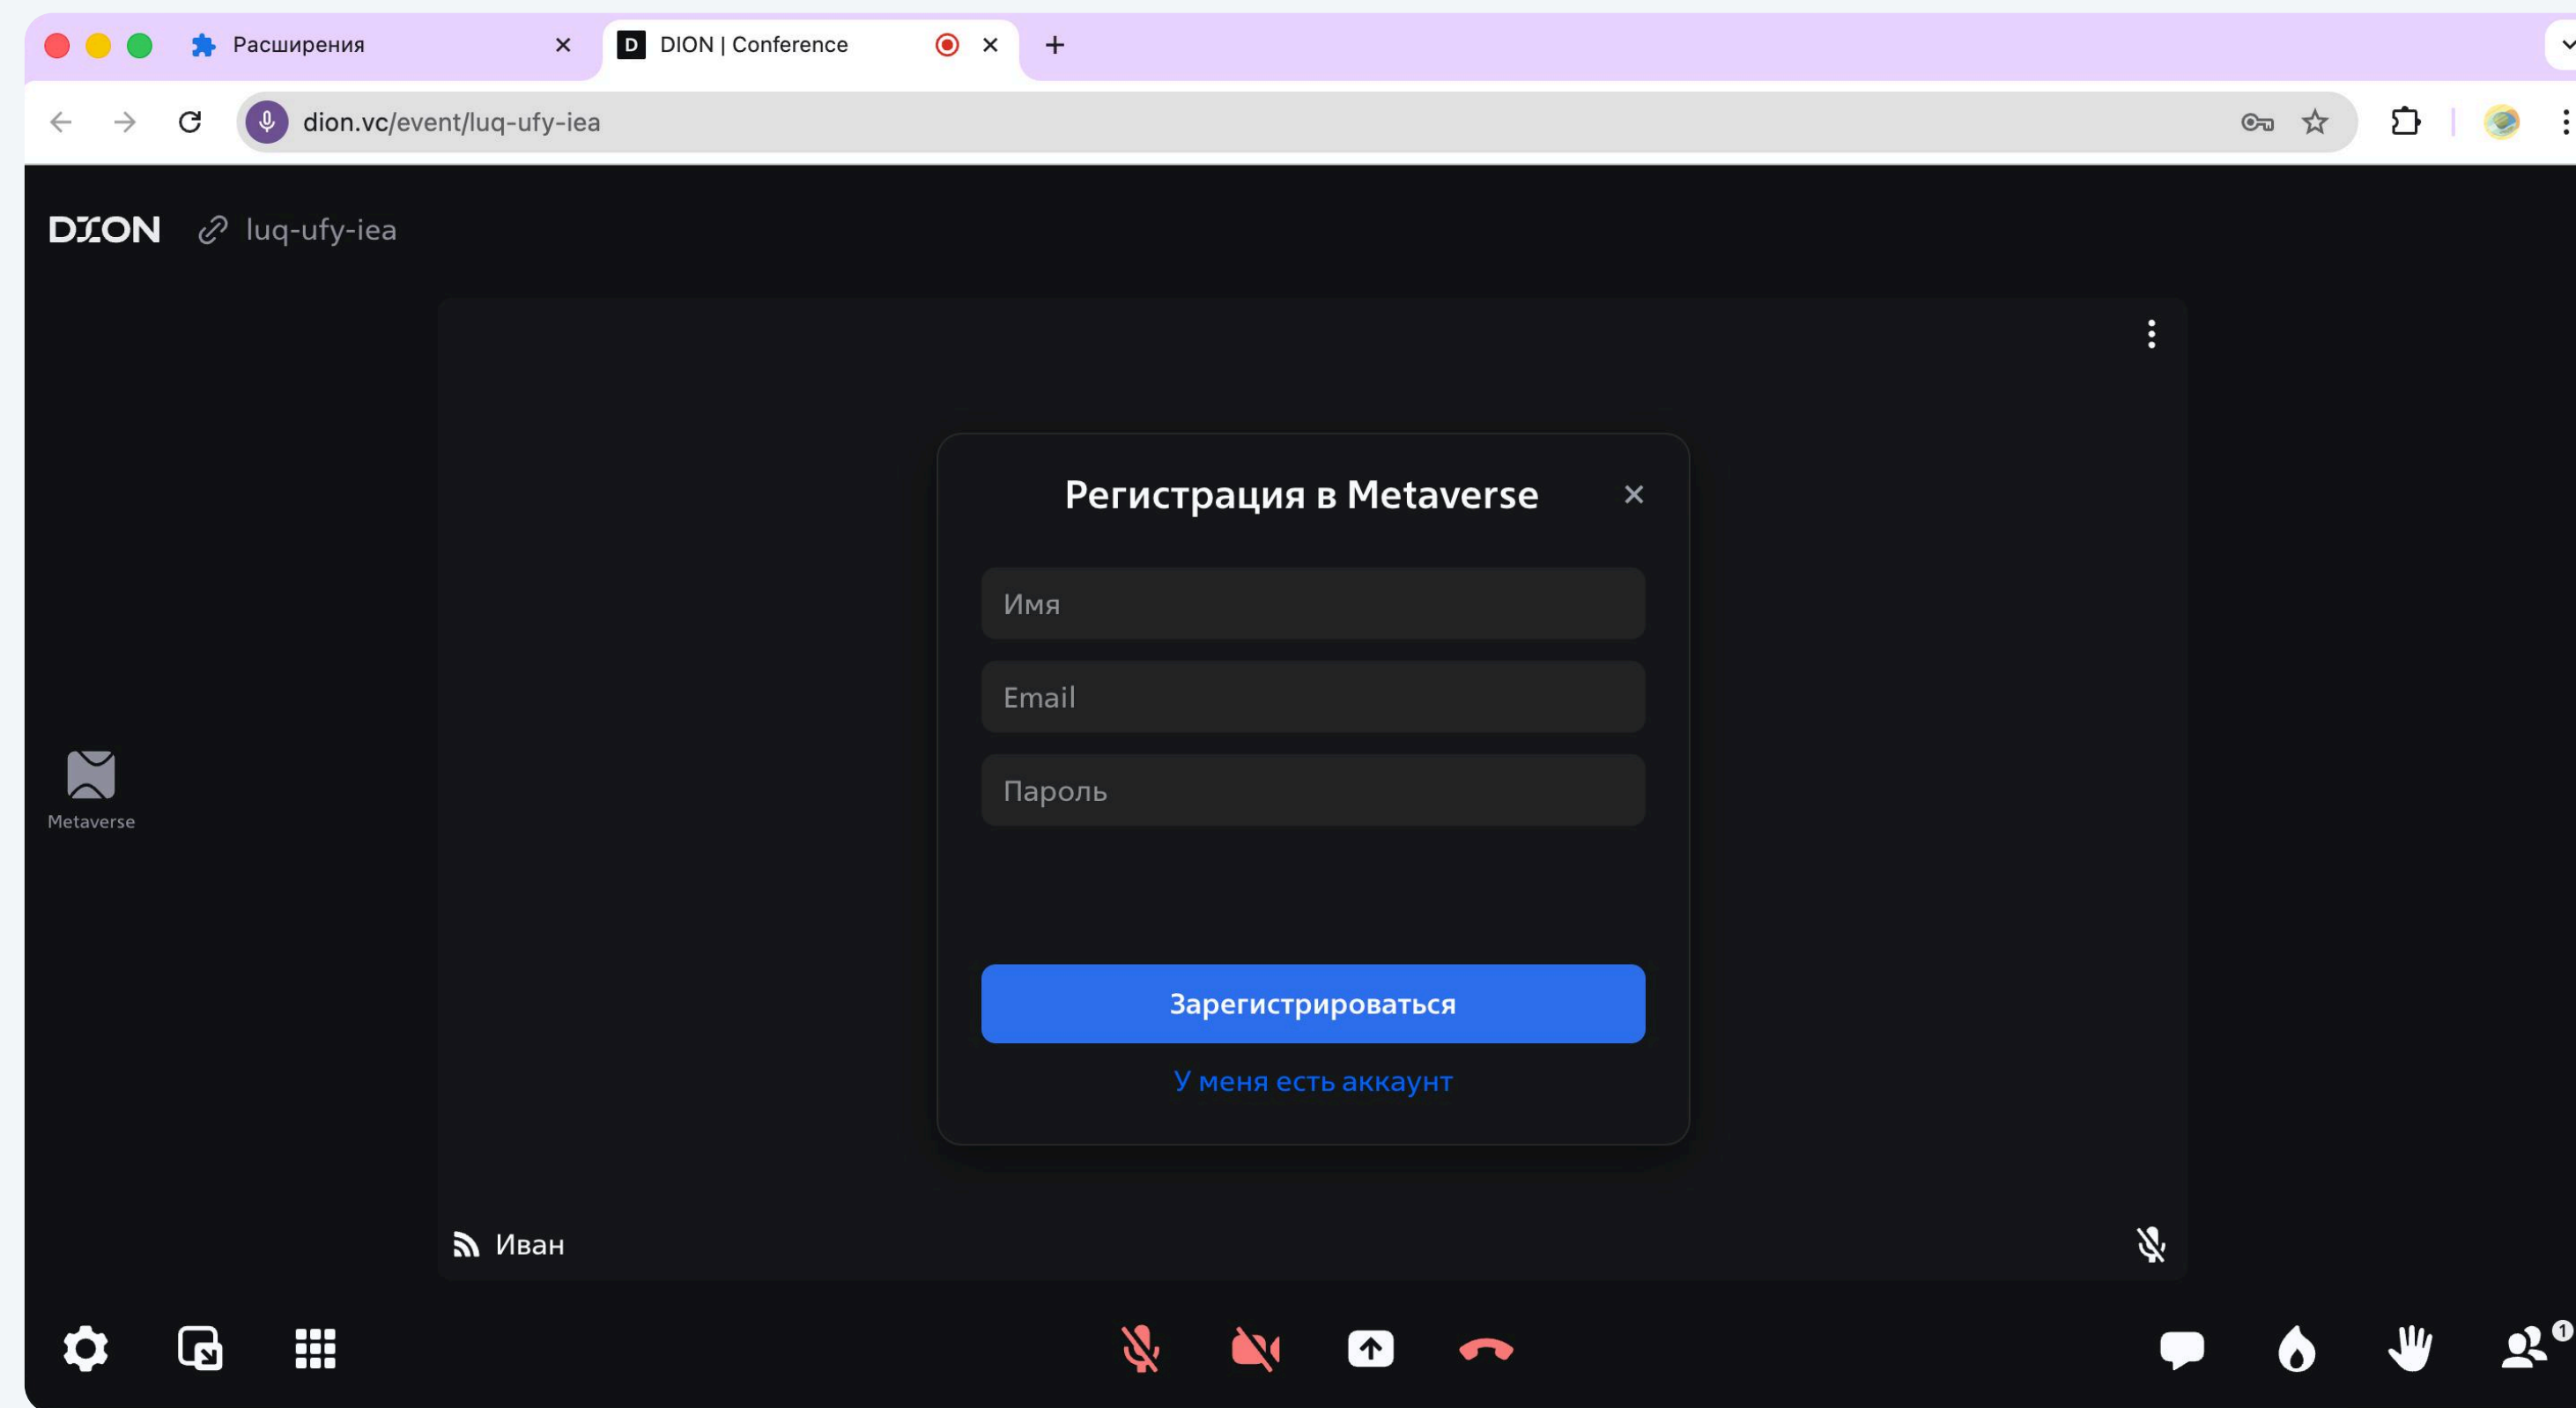 Расширения
DION | Conference
dion.vc/event/luq-ufy-iea
DION luq-ufy-iea
Регистрация в Metaverse
Имя
Email
Пароль
Metaverse
Зарегистрироваться
У меня есть аккаунт
Иван
1